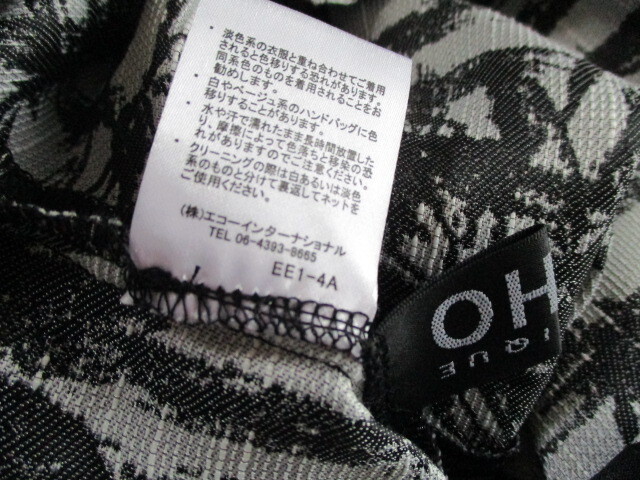 ・淡色系の衣服と重ね合わせてご着用
されると色移りする恐れがあります。
同系色のものを着用されることをお
勧めします。
・白やベージュ系のハンドバッグに色
移りすることがあります。
・水や汗で濡れたまま長時間放置した
り、摩擦によって色落ちと移染の恐
れがありますのでご注意ください。
・クリーニングの際は白あるいは淡色
系のものと分けて裏返してネットを
ご使用ください。
(株)エコーインターナショナル
TEL 06-4393-8665
EE1-4A
OH
IQUE